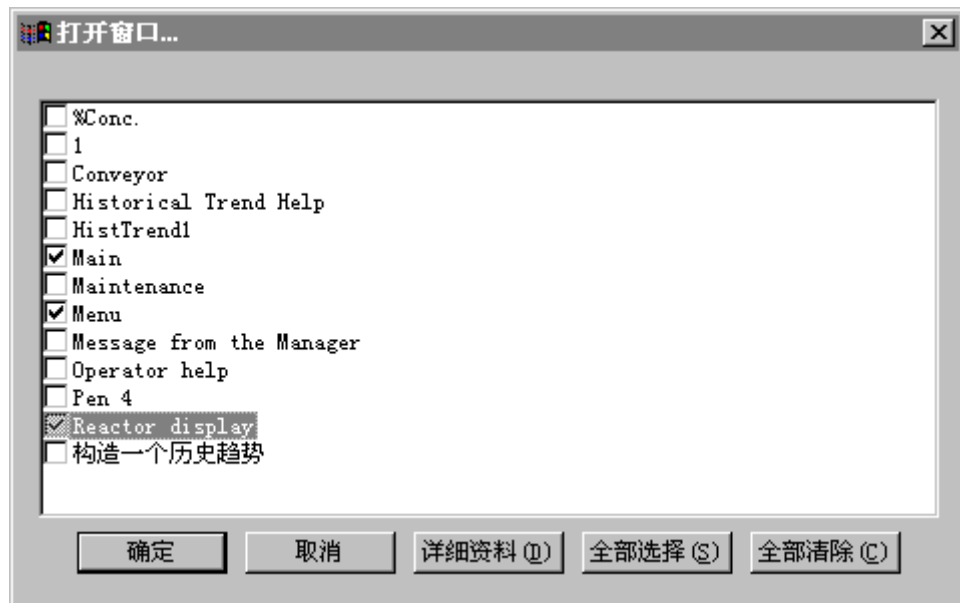 打开窗口...
%Conc.
1
Conveyor
Historical Trend Help
HistTrend1
Main
Maintenance
Menu
Message from the Manager
Operator help
Pen 4
Reactor display
构造一个历史趋势
确定 取消 详细资料(D) 全部选择(S) 全部清除(C)